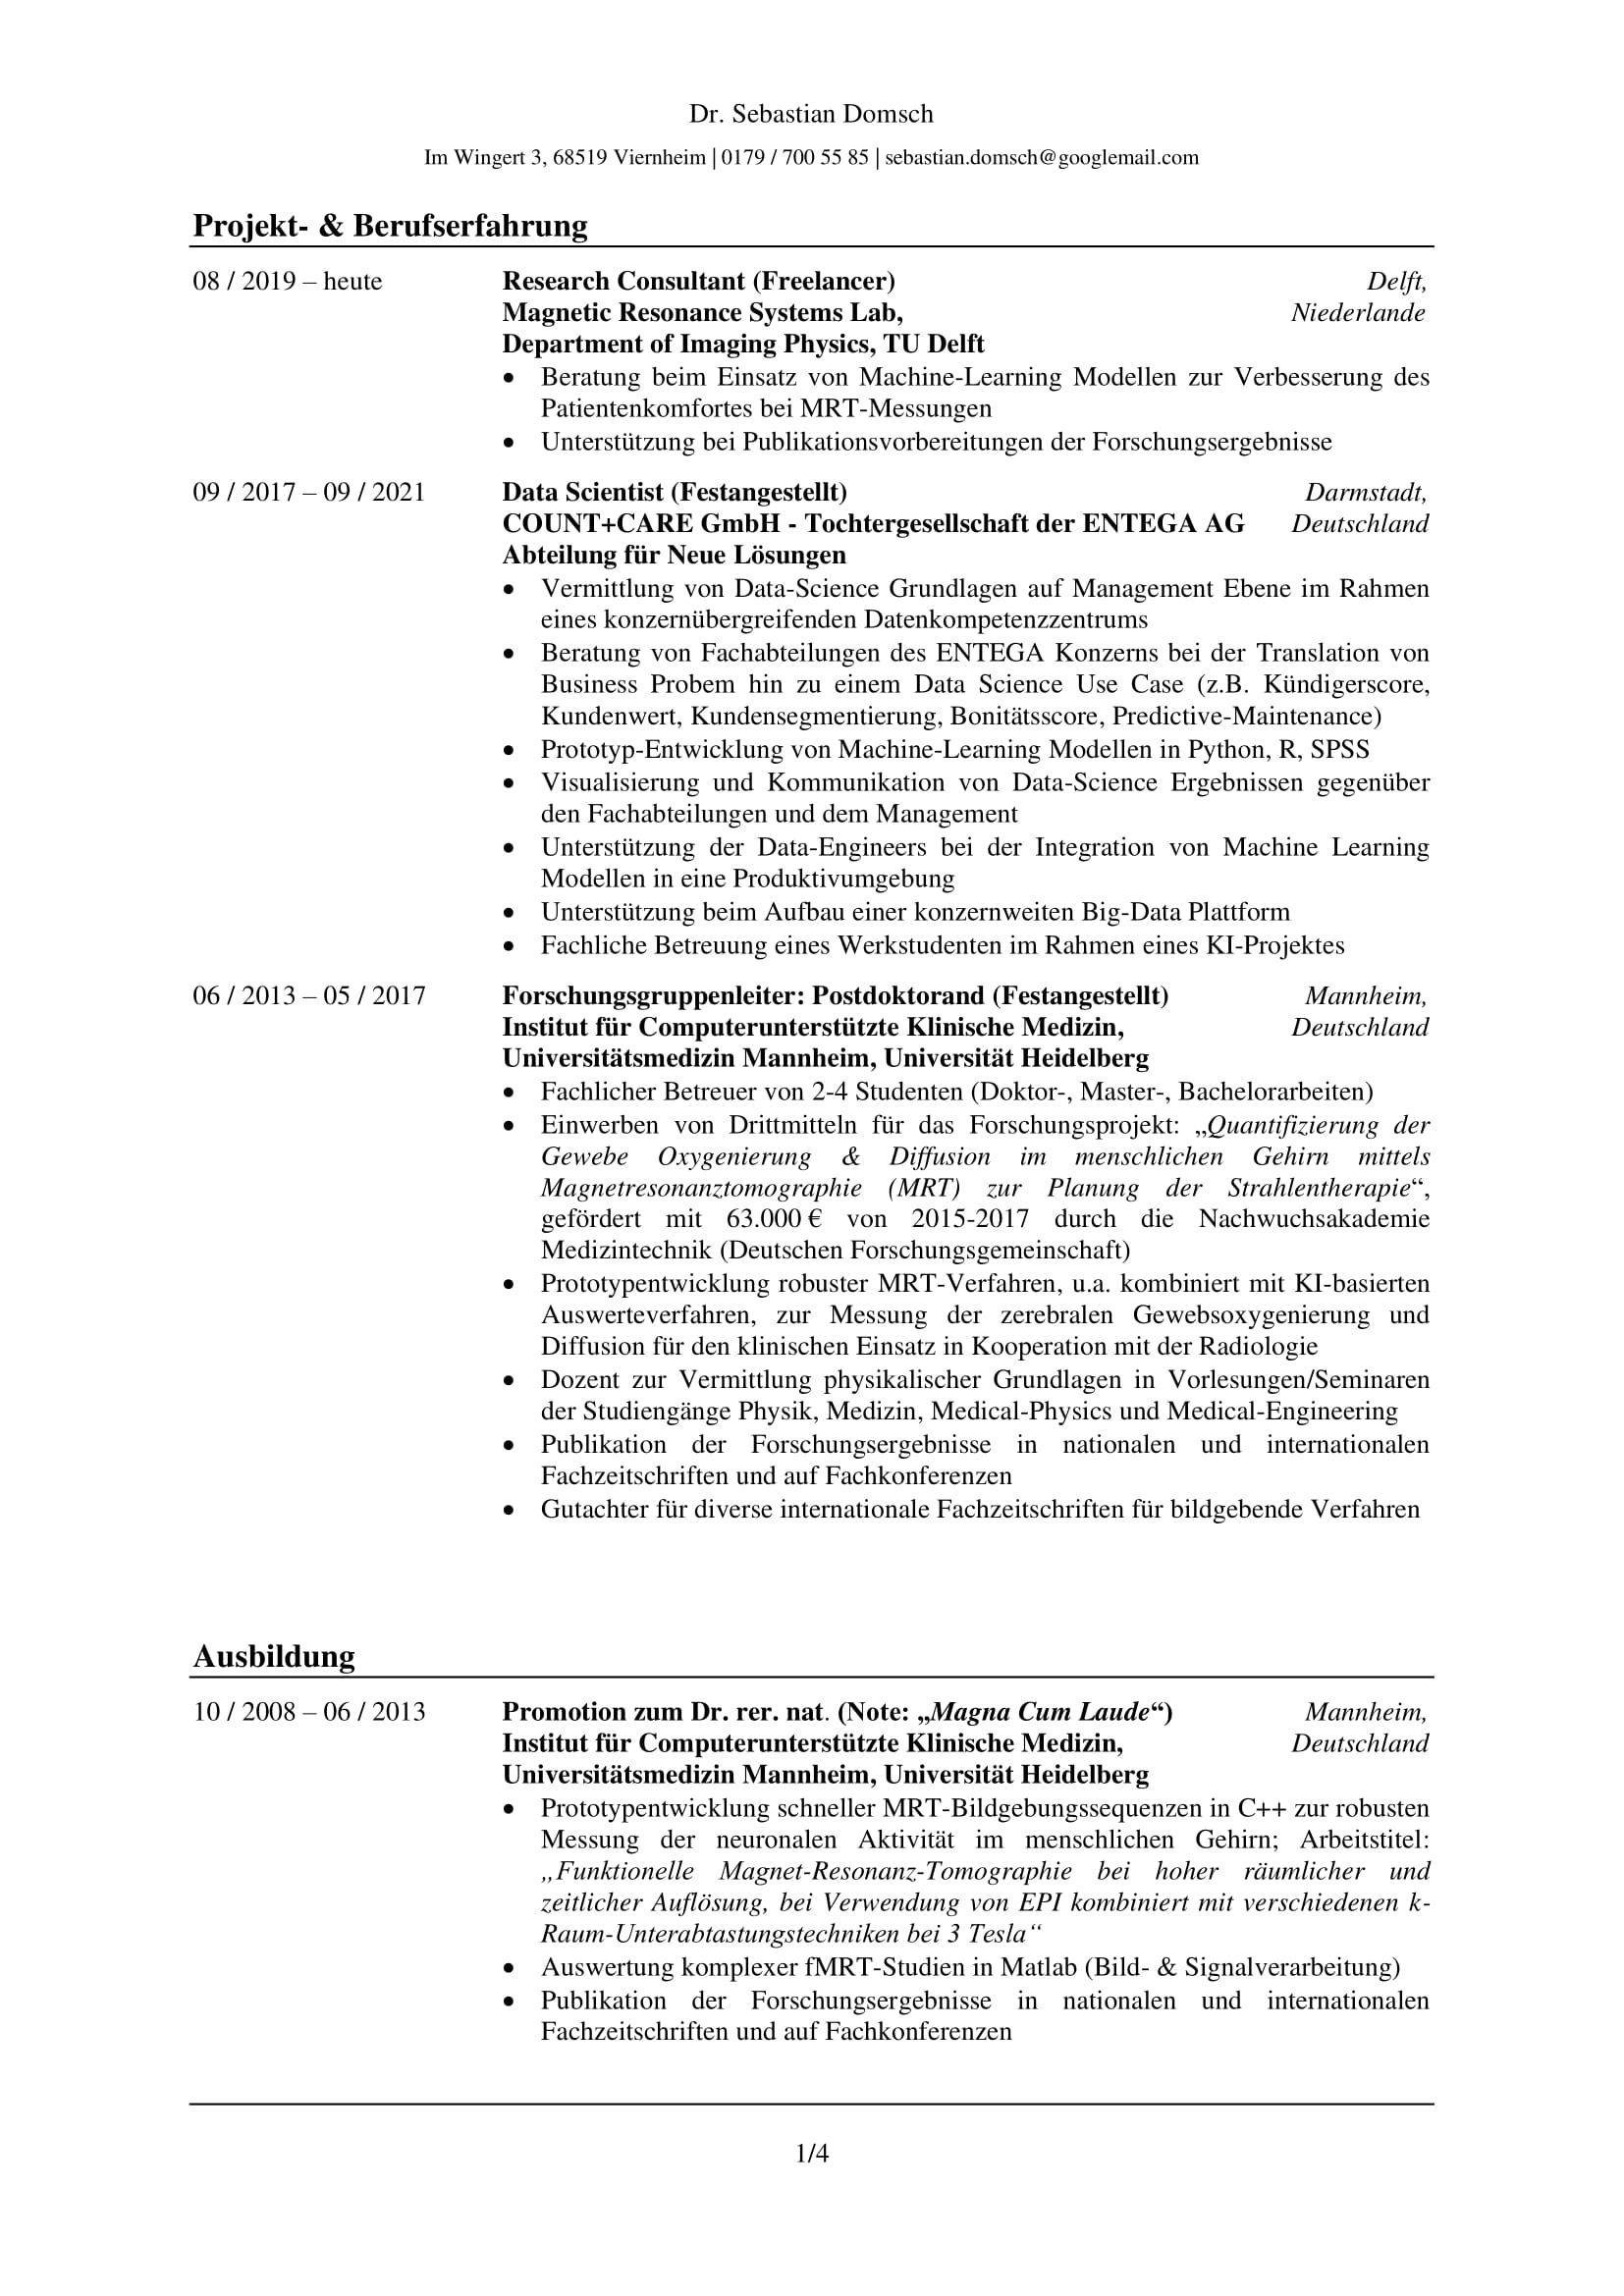 Dr. Sebastian Domsch
Im Wingert 3, 68519 Viernheim | 0179 / 700 55 85 | sebastian.domsch@googlemail.com
Projekt- & Berufserfahrung
08 / 2019 – heute
Research Consultant (Freelancer)
Delft,
Magnetic Resonance Systems Lab,
Niederlande
Department of Imaging Physics, TU Delft
• Beratung beim Einsatz von Machine-Learning Modellen zur Verbesserung des
Patientenkomfortes bei MRT-Messungen
• Unterstützung bei Publikationsvorbereitungen der Forschungsergebnisse
09 / 2017 – 09 / 2021
Data Scientist (Festangestellt)
Darmstadt,
COUNT+CARE GmbH - Tochtergesellschaft der ENTEGA AG
Deutschland
Abteilung für Neue Lösungen
• Vermittlung von Data-Science Grundlagen auf Management Ebene im Rahmen
eines konzernübergreifenden Datenkompetenzzentrums
• Beratung von Fachabteilungen des ENTEGA Konzerns bei der Translation von
Business Probem hin zu einem Data Science Use Case (z.B. Kündigerscore,
Kundenwert, Kundensegmentierung, Bonitätsscore, Predictive-Maintenance)
• Prototyp-Entwicklung von Machine-Learning Modellen in Python, R, SPSS
• Visualisierung und Kommunikation von Data-Science Ergebnissen gegenüber
den Fachabteilungen und dem Management
• Unterstützung der Data-Engineers bei der Integration von Machine Learning
Modellen in eine Produktivumgebung
• Unterstützung beim Aufbau einer konzernweiten Big-Data Plattform
• Fachliche Betreuung eines Werkstudenten im Rahmen eines KI-Projektes
06 / 2013 – 05 / 2017
Forschungsgruppenleiter: Postdoktorand (Festangestellt)
Mannheim,
Institut für Computerunterstützte Klinische Medizin,
Deutschland
Universitätsmedizin Mannheim, Universität Heidelberg
• Fachlicher Betreuer von 2-4 Studenten (Doktor-, Master-, Bachelorarbeiten)
• Einwerben von Drittmitteln für das Forschungsprojekt: „Quantifizierung der
Gewebe Oxygenierung & Diffusion im menschlichen Gehirn mittels
Magnetresonanztomographie (MRT) zur Planung der Strahlentherapie“,
gefördert mit 63.000 € von 2015-2017 durch die Nachwuchsakademie
Medizintechnik (Deutschen Forschungsgemeinschaft)
• Prototypentwicklung robuster MRT-Verfahren, u.a. kombiniert mit KI-basierten
Auswerteverfahren, zur Messung der zerebralen Gewebsoxygenierung und
Diffusion für den klinischen Einsatz in Kooperation mit der Radiologie
• Dozent zur Vermittlung physikalischer Grundlagen in Vorlesungen/Seminaren
der Studiengänge Physik, Medizin, Medical-Physics und Medical-Engineering
• Publikation der Forschungsergebnisse in nationalen und internationalen
Fachzeitschriften und auf Fachkonferenzen
• Gutachter für diverse internationale Fachzeitschriften für bildgebende Verfahren
Ausbildung
10 / 2008 – 06 / 2013
Promotion zum Dr. rer. nat. (Note: „Magna Cum Laude“)
Mannheim,
Institut für Computerunterstützte Klinische Medizin,
Deutschland
Universitätsmedizin Mannheim, Universität Heidelberg
• Prototypentwicklung schneller MRT-Bildgebungssequenzen in C++ zur robusten
Messung der neuronalen Aktivität im menschlichen Gehirn; Arbeitstitel:
„Funktionelle Magnet-Resonanz-Tomographie bei hoher räumlicher und
zeitlicher Auflösung, bei Verwendung von EPI kombiniert mit verschiedenen k-
Raum-Unterabtastungstechniken bei 3 Tesla“
• Auswertung komplexer fMRT-Studien in Matlab (Bild- & Signalverarbeitung)
• Publikation der Forschungsergebnisse in nationalen und internationalen
Fachzeitschriften und auf Fachkonferenzen
1/4